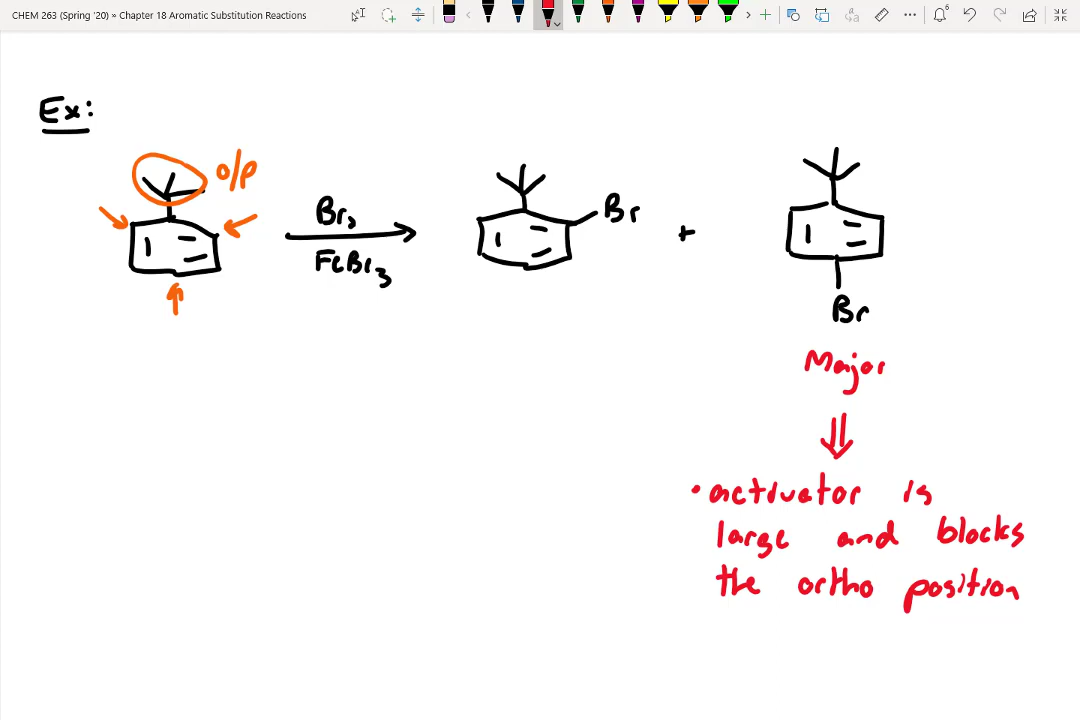 CHEM 263 (Spring '20) » Chapter 18 Aromatic Substitution Reactions
6
Ex:
o/p
Br₂
FeBr₃
Br
+
Br
Major
• activator is
large and blocks
the ortho position